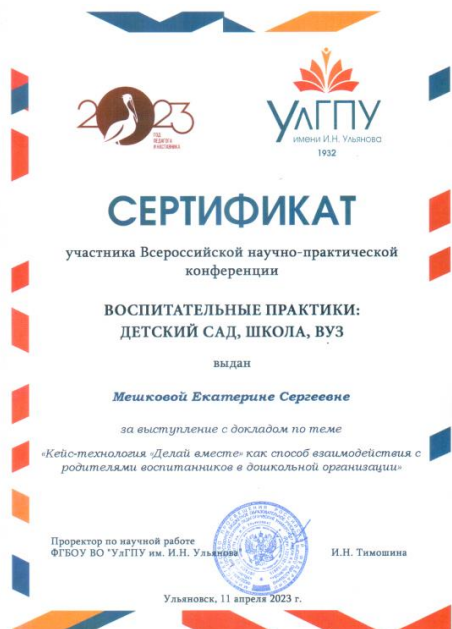 2023
ГОД
ПЕДАГОГА
И НАСТАВНИКА
УлГПУ
имени И.Н. Ульянова
1932
СЕРТИФИКАТ
участника Всероссийской научно-практической
конференции
ВОСПИТАТЕЛЬНЫЕ ПРАКТИКИ:
ДЕТСКИЙ САД, ШКОЛА, ВУЗ
выдан
Мешковой Екатерине Сергеевне
за выступление с докладом по теме
«Кейс-технология »Делай вместе» как способ взаимодействия с
родителями воспитанников в дошкольной организации»
Проректор по научной работе
ФГБОУ ВО "УлГПУ им. И.Н. Ульянова"
И.Н. Тимошина
Ульяновск, 11 апреля 2023 г.